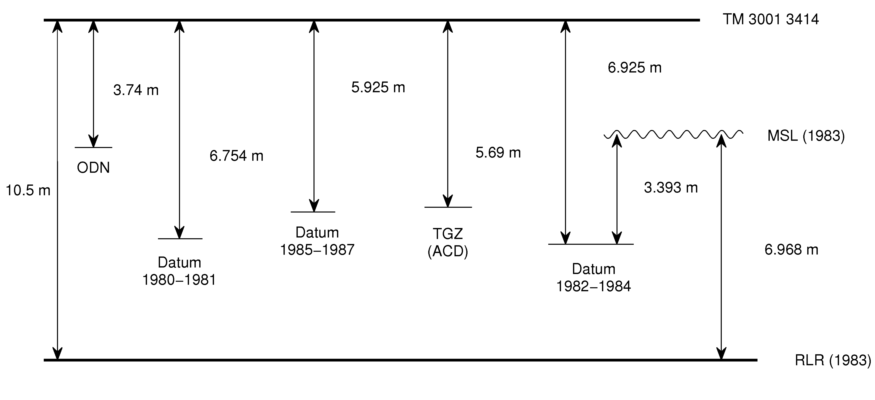 TM 3001 3414
6.925 m
3.74 m
5.925 m
MSL (1983)
6.754 m
5.69 m
ODN
10.5 m
3.393 m
Datum
1985−1987
TGZ
(ACD)
6.968 m
Datum
1980−1981
Datum
1982−1984
RLR (1983)